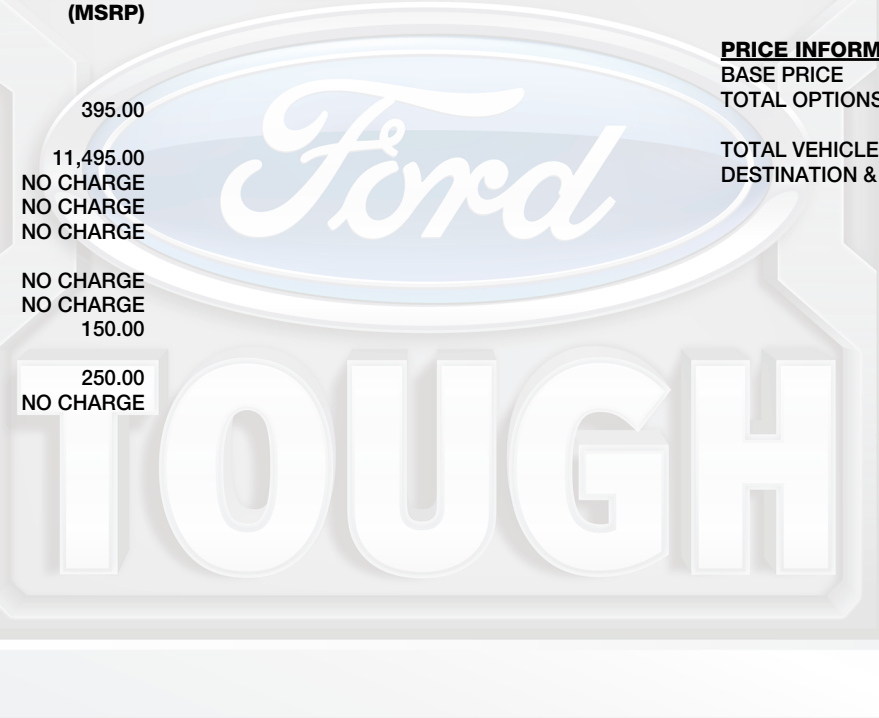 (MSRP)
395.00
11,495.00
NO CHARGE
NO CHARGE
NO CHARGE
NO CHARGE
NO CHARGE
150.00
250.00
NO CHARGE
PRICE INFORM
BASE PRICE
TOTAL OPTIONS
TOTAL VEHICLE
DESTINATION &
Ford
TOUGH